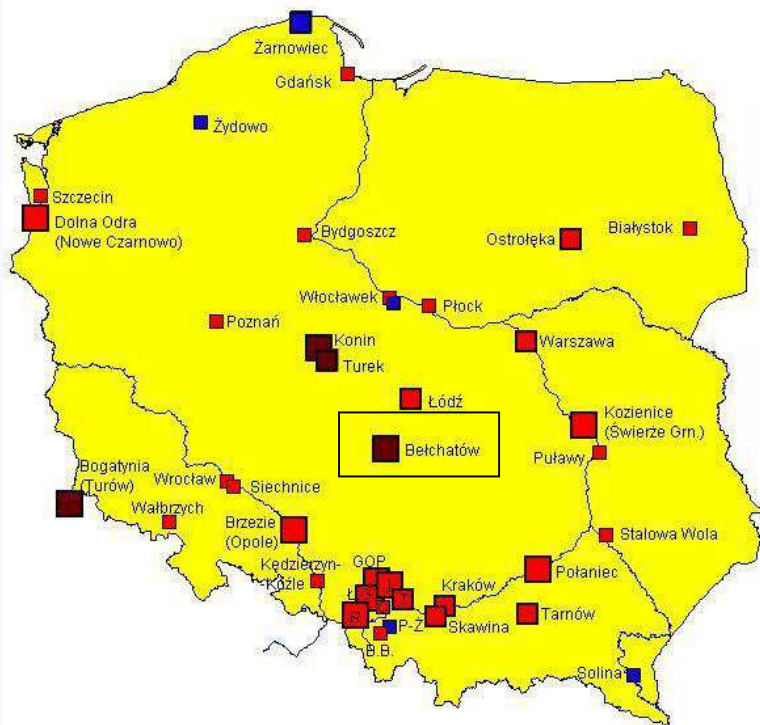 Żarnowiec
Gdańsk
Żydowo
Szczecin
Dolna Odra
(Nowe Czarnowo)
Bydgoszcz
Ostrołęka
Białystok
Włocławek
Płock
Poznań
Konin
Turek
Warszawa
Łódź
Kozienice
(Świerże Grn.)
Bełchatów
Puławy
Bogatynia
(Turów)
Wrocław
Siechnice
Wałbrzych
Brzezie
(Opole)
Stalowa Wola
Kędzierzyn-
Koźle
GOP
Połaniec
Kraków
Skawina
Tarnów
P-Ż
B.B.
Solina